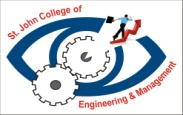 St. John College of
Engineering & Management